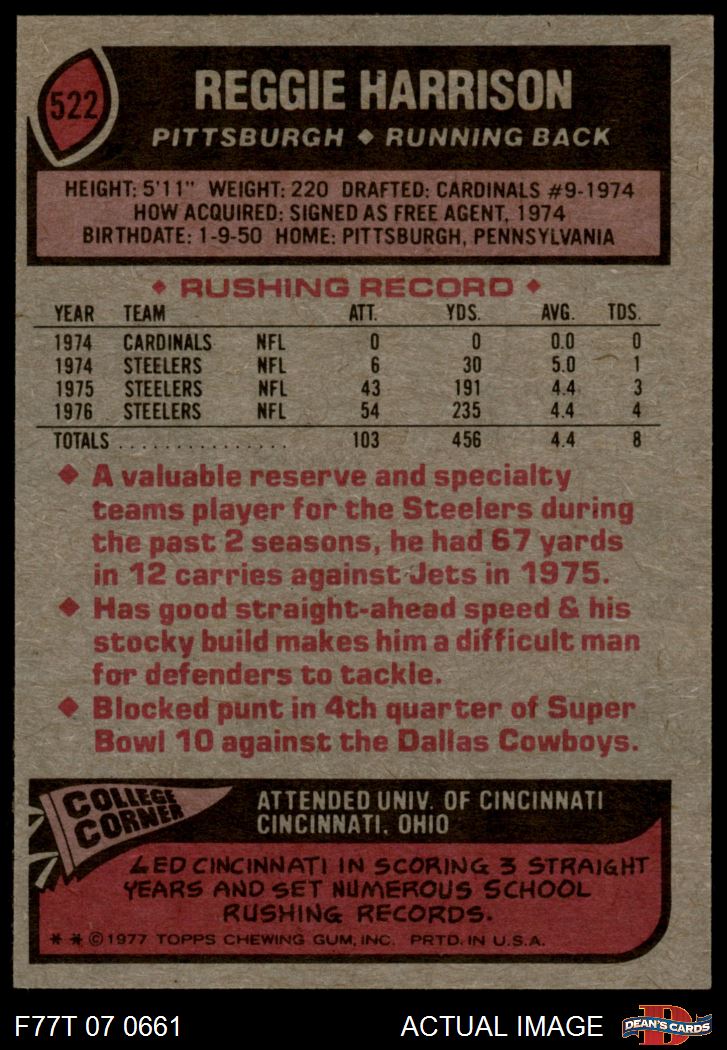 522
REGGIE HARRISON
PITTSBURGH ◆ RUNNING BACK
HEIGHT: 5'11" WEIGHT: 220 DRAFTED: CARDINALS #9-1974
HOW ACQUIRED: SIGNED AS FREE AGENT, 1974
BIRTHDATE: 1-9-50 HOME: PITTSBURGH, PENNSYLVANIA
◆ RUSHING RECORD ◆
YEAR TEAM ATT. YDS. AVG. TDS.
1974 CARDINALS NFL 0 0 0.0 0
1974 STEELERS NFL 6 30 5.0 1
1975 STEELERS NFL 43 191 4.4 3
1976 STEELERS NFL 54 235 4.4 4
TOTALS . . . . . . . . . . . . . . . 103 456 4.4 8
◆ A valuable reserve and specialty
teams player for the Steelers during
the past 2 seasons, he had 67 yards
in 12 carries against Jets in 1975.
◆ Has good straight-ahead speed & his
stocky build makes him a difficult man
for defenders to tackle.
◆ Blocked punt in 4th quarter of Super
Bowl 10 against the Dallas Cowboys.
COLLEGE
CORNER
ATTENDED UNIV. OF CINCINNATI
CINCINNATI, OHIO
LED CINCINNATI IN SCORING 3 STRAIGHT
YEARS AND SET NUMEROUS SCHOOL
RUSHING RECORDS.
* * © 1977 TOPPS CHEWING GUM, INC. PRTD. IN U.S.A.
F77T 07 0661 ACTUAL IMAGE
D
DEAN'S CARDS